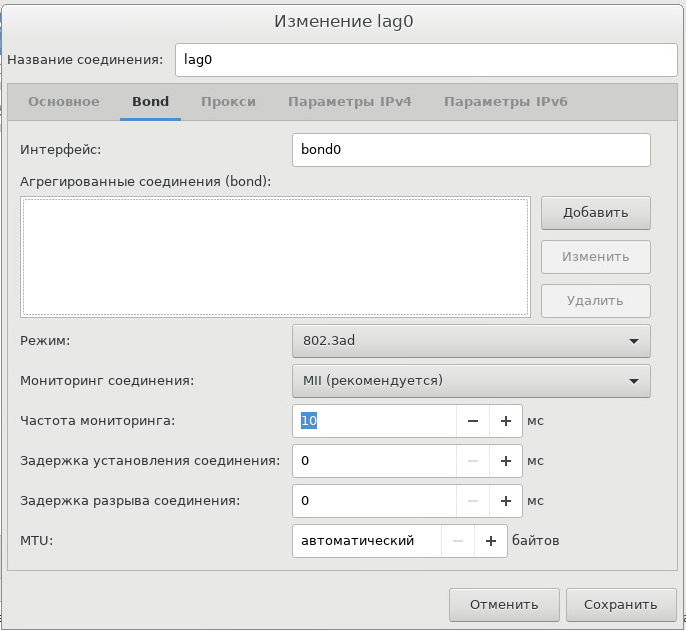 Изменение lag0
Название соединения: lag0
Основное Bond Прокси Параметры IPv4 Параметры IPv6
Интерфейс: bond0
Агрегированные соединения (bond):
Добавить
Изменить
Удалить
Режим: 802.3ad
Мониторинг соединения: MII (рекомендуется)
Частота мониторинга: 10 − + мс
Задержка установления соединения: 0 − + мс
Задержка разрыва соединения: 0 − + мс
MTU: автоматический − + байтов
Отменить Сохранить